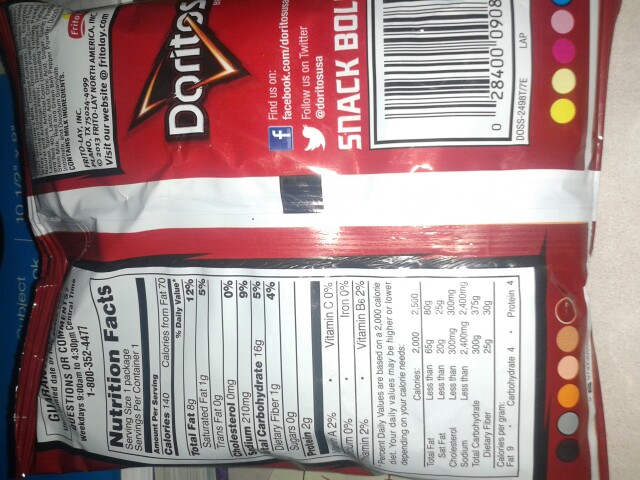 CONTAINS MILK INGREDIENTS.
FRITO-LAY, INC.
PLANO, TX 75024-4099
© 2013 FRITO-LAY NORTH AMERICA, INC
Visit our website @ fritolay.com
Frito
Doritos
Find us on:
facebook.com/doritosusa
Follow us on Twitter
@doritosusa
SNACK BOL
0 28400 0908
DOSS-2498T/7E LAP
QUESTIONS OR COMMENTS?
Weekdays 9:00am to 4:30pm Central Time
1-800-352-4477
Nutrition Facts
Serving Size 1 package
Servings Per Container 1
Amount Per Serving
Calories 140 Calories from Fat 70
% Daily Value*
Total Fat 8g 12%
Saturated Fat 1g 5%
Trans Fat 0g
Cholesterol 0mg 0%
Sodium 210mg 9%
Total Carbohydrate 16g 5%
Dietary Fiber 1g 4%
Sugars 0g
Protein 2g
A 2% • Vitamin C 0%
0% • Iron 0%
2% • Vitamin B6 2%
*Percent Daily Values are based on a 2,000 calorie
diet. Your daily values may be higher or lower
depending on your calorie needs:
Calories: 2,000 2,500
Total Fat Less than 65g 80g
Sat Fat Less than 20g 25g
Cholesterol Less than 300mg 300mg
Sodium Less than 2,400mg 2,400mg
Total Carbohydrate 300g 375g
Dietary Fiber 25g 30g
Calories per gram:
Fat 9 • Carbohydrate 4 • Protein 4